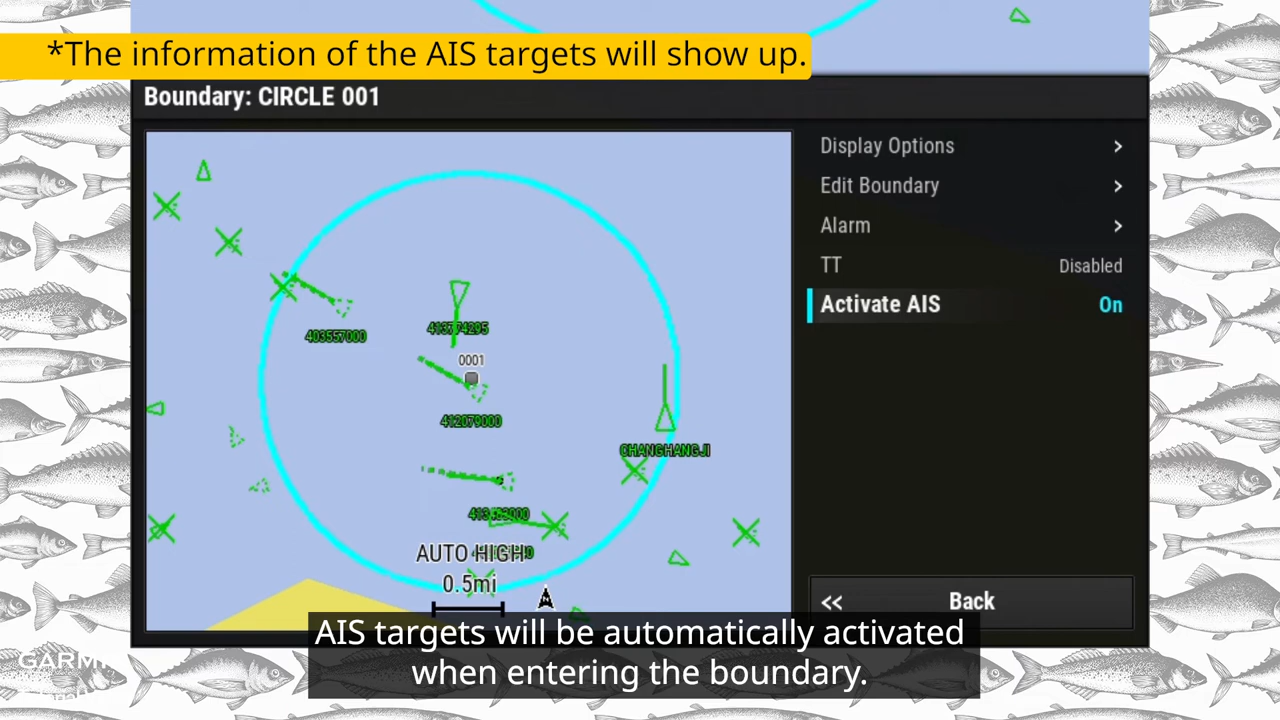 *The information of the AIS targets will show up.
Boundary: CIRCLE 001
Display Options
Edit Boundary
Alarm
TT Disabled
Activate AIS On
403557000
413774295
0001
412079000
CHANGHANGJI
AUTO HIGH
0.5mi
<< Back
AIS targets will be automatically activated
when entering the boundary.